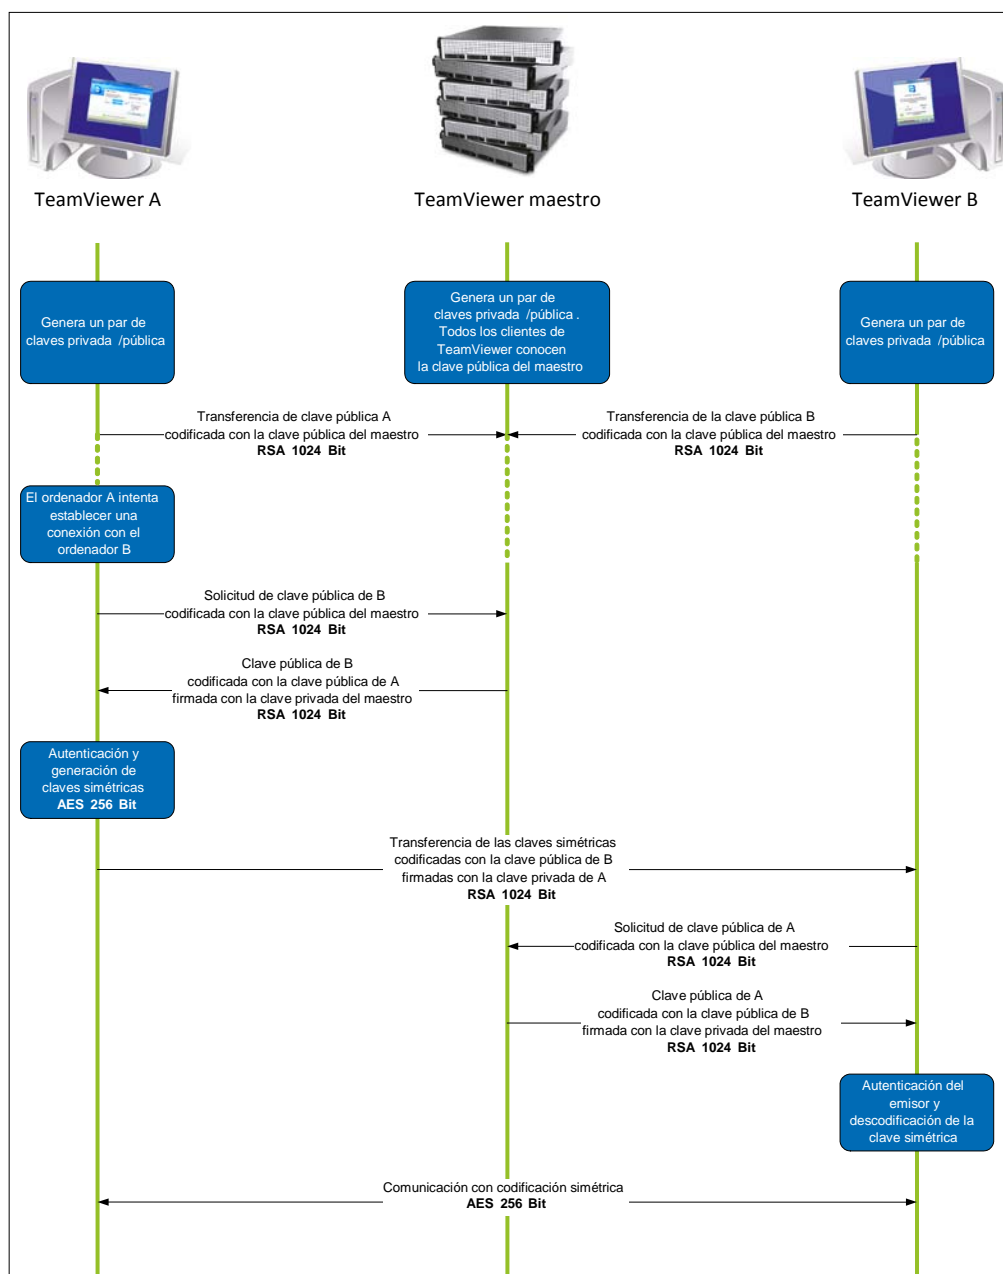 TeamViewer A
TeamViewer maestro
TeamViewer B
Genera un par de
claves privada /pública
Genera un par de
claves privada /pública .
Todos los clientes de
TeamViewer conocen
la clave pública del maestro
Genera un par de
claves privada /pública
Transferencia de clave pública A
codificada con la clave pública del maestro
RSA 1024 Bit
Transferencia de la clave pública B
codificada con la clave pública del maestro
RSA 1024 Bit
El ordenador A intenta
establecer una
conexión con el
ordenador B
Solicitud de clave pública de B
codificada con la clave pública del maestro
RSA 1024 Bit
Clave pública de B
codificada con la clave pública de A
firmada con la clave privada del maestro
RSA 1024 Bit
Autenticación y
generación de
claves simétricas
AES 256 Bit
Transferencia de las claves simétricas
codificadas con la clave pública de B
firmadas con la clave privada de A
RSA 1024 Bit
Solicitud de clave pública de A
codificada con la clave pública del maestro
RSA 1024 Bit
Clave pública de A
codificada con la clave pública de B
firmada con la clave privada del maestro
RSA 1024 Bit
Autenticación del
emisor y
descodificación de la
clave simétrica
Comunicación con codificación simétrica
AES 256 Bit